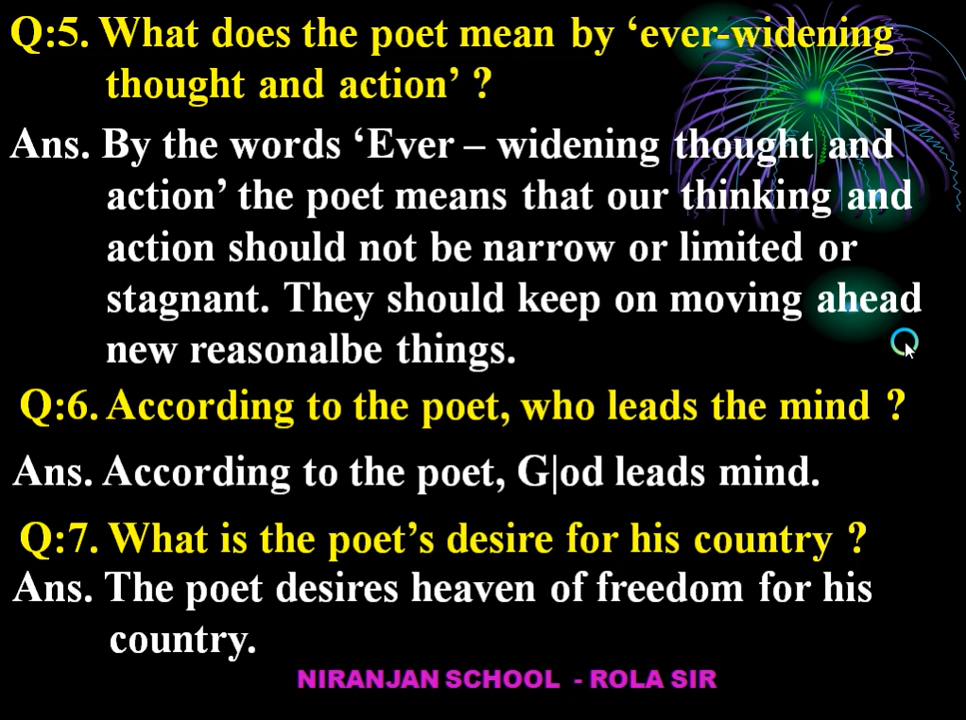 Q:5. What does the poet mean by ‘ever-widening
thought and action’ ?
Ans. By the words ‘Ever – widening thought and
action’ the poet means that our thinking and
action should not be narrow or limited or
stagnant. They should keep on moving ahead
new reasonalbe things.
Q:6. According to the poet, who leads the mind ?
Ans. According to the poet, G|od leads mind.
Q:7. What is the poet’s desire for his country ?
Ans. The poet desires heaven of freedom for his
country.
NIRANJAN SCHOOL - ROLA SIR